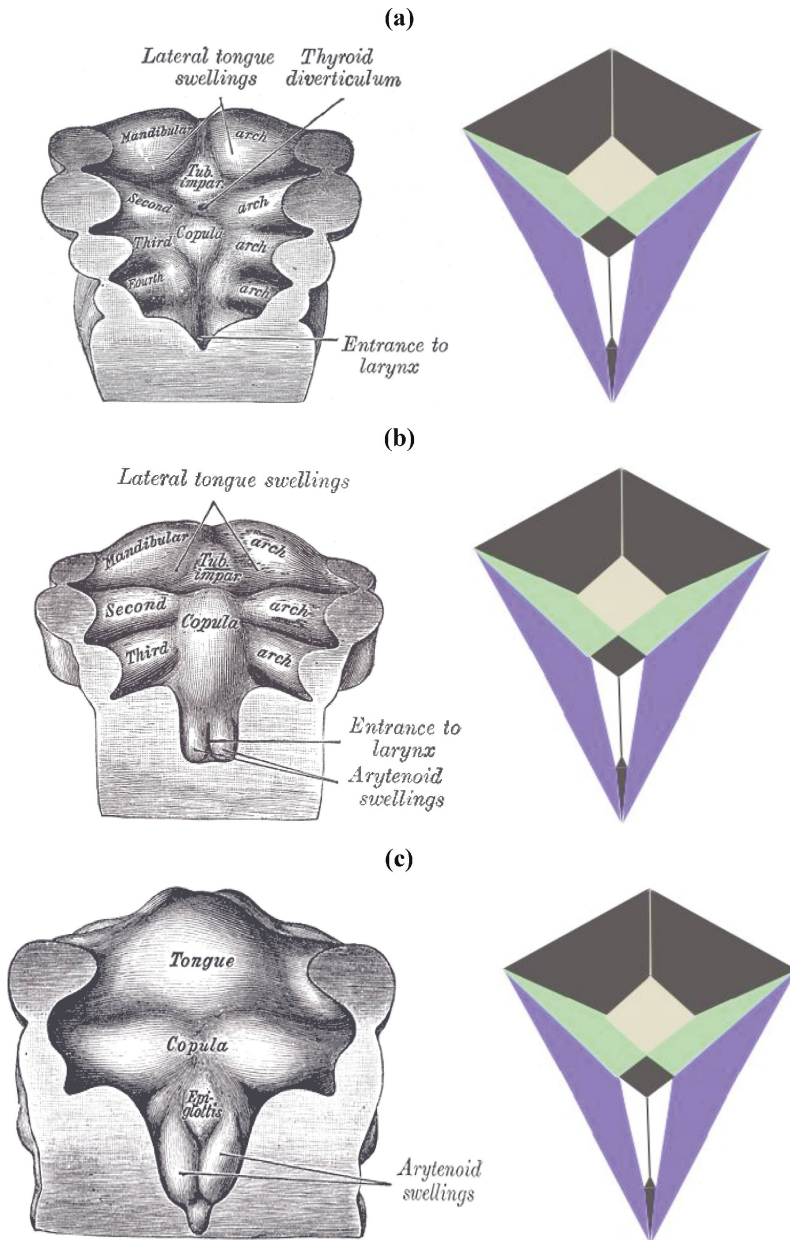 (a)
Lateral tongue
swellings
Thyroid
diverticulum
Mandibular
arch
Tub.
impar.
Second
arch
Copula
Third
arch
Fourth
arch
Entrance to
larynx
(b)
Lateral tongue swellings
Mandibular
arch
Tub.
impar
Second
arch
Copula
Third
arch
Entrance to
larynx
Arytenoid
swellings
(c)
Tongue
Copula
Epi-
glottis
Arytenoid
swellings